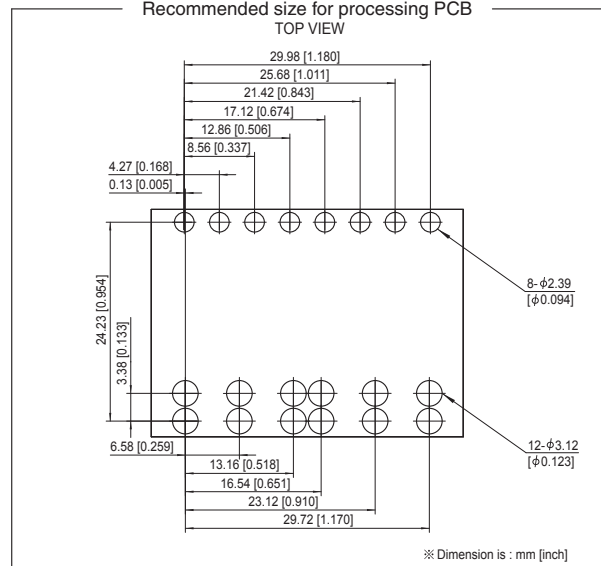 Recommended size for processing PCB
TOP VIEW
29.98 [1.180]
25.68 [1.011]
21.42 [0.843]
17.12 [0.674]
12.86 [0.506]
8.56 [0.337]
4.27 [0.168]
0.13 [0.005]
24.23 [0.954]
3.38 [0.133]
8-ϕ2.39
[ϕ0.094]
12-ϕ3.12
[ϕ0.123]
6.58 [0.259]
13.16 [0.518]
16.54 [0.651]
23.12 [0.910]
29.72 [1.170]
※ Dimension is : mm [inch]